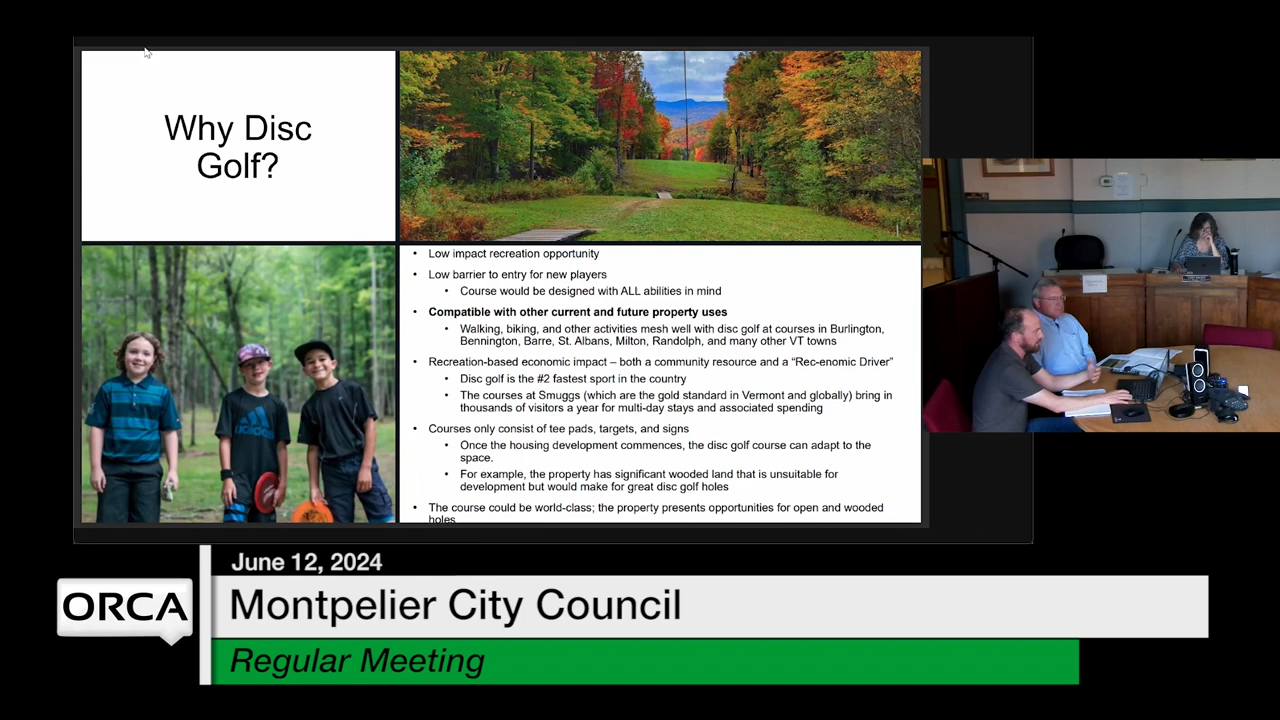 Why Disc
Golf?
• Low impact recreation opportunity
• Low barrier to entry for new players
• Course would be designed with ALL abilities in mind
• Compatible with other current and future property uses
• Walking, biking, and other activities mesh well with disc golf at courses in Burlington,
Bennington, Barre, St. Albans, Milton, Randolph, and many other VT towns
• Recreation-based economic impact – both a community resource and a “Rec-enomic Driver”
• Disc golf is the #2 fastest sport in the country
• The courses at Smuggs (which are the gold standard in Vermont and globally) bring in
thousands of visitors a year for multi-day stays and associated spending
• Courses only consist of tee pads, targets, and signs
• Once the housing development commences, the disc golf course can adapt to the
space.
• For example, the property has significant wooded land that is unsuitable for
development but would make for great disc golf holes
• The course could be world-class; the property presents opportunities for open and wooded
holes
adidas
June 12, 2024
ORCA
Montpelier City Council
Regular Meeting